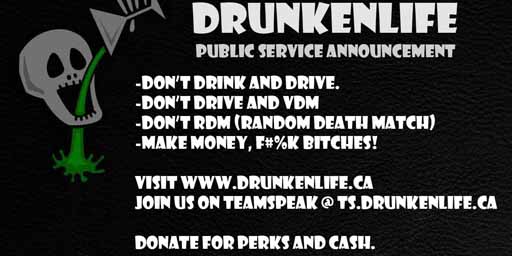 DRUNKENLIFE
PUBLIC SERVICE ANNOUNCEMENT
-DON'T DRINK AND DRIVE.
-DON'T DRIVE AND VDM
-DON'T RDM (RANDOM DEATH MATCH)
-MAKE MONEY, F#%K BITCHES!
VISIT WWW.DRUNKENLIFE.CA
JOIN US ON TEAMSPEAK @ TS.DRUNKENLIFE.CA
DONATE FOR PERKS AND CASH.